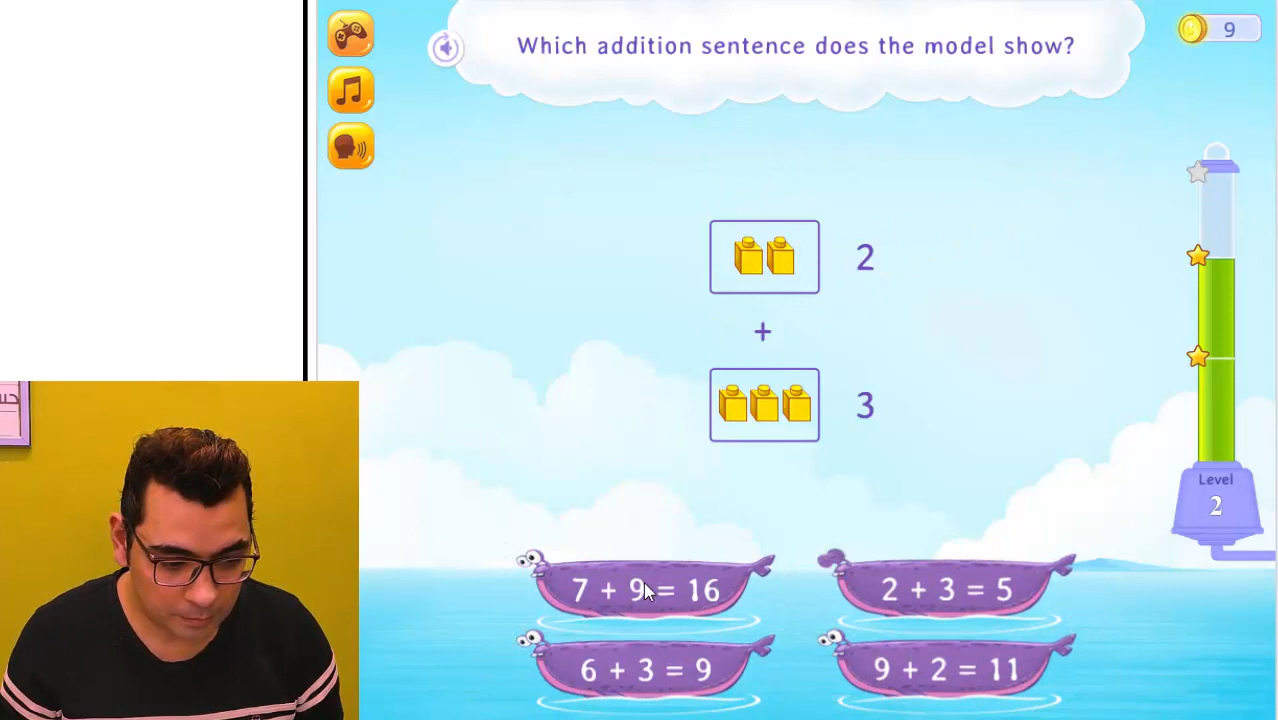 Which addition sentence does the model show?
9
2
+
3
Level
2
7 + 9 = 16
2 + 3 = 5
6 + 3 = 9
9 + 2 = 11